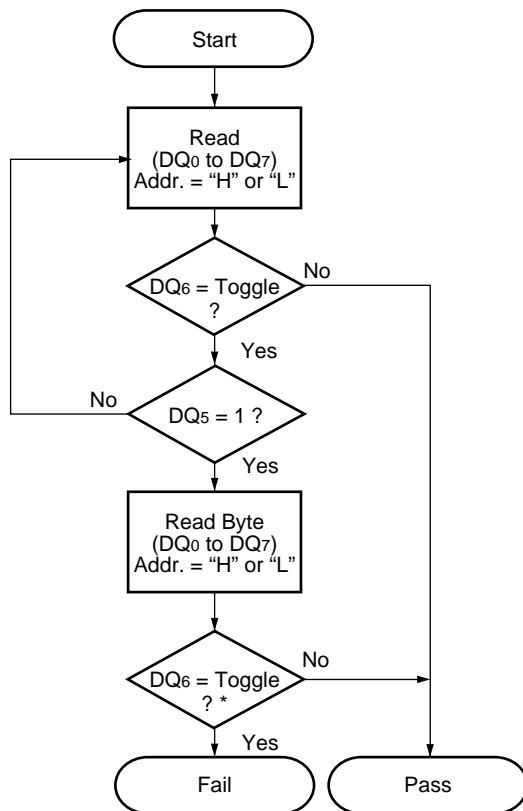 Start
Read
(DQ0 to DQ7)
Addr. = “H” or “L”
DQ6 = Toggle
?
No
Yes
No
DQ5 = 1 ?
Yes
Read Byte
(DQ0 to DQ7)
Addr. = “H” or “L”
DQ6 = Toggle
? *
No
Yes
Fail
Pass